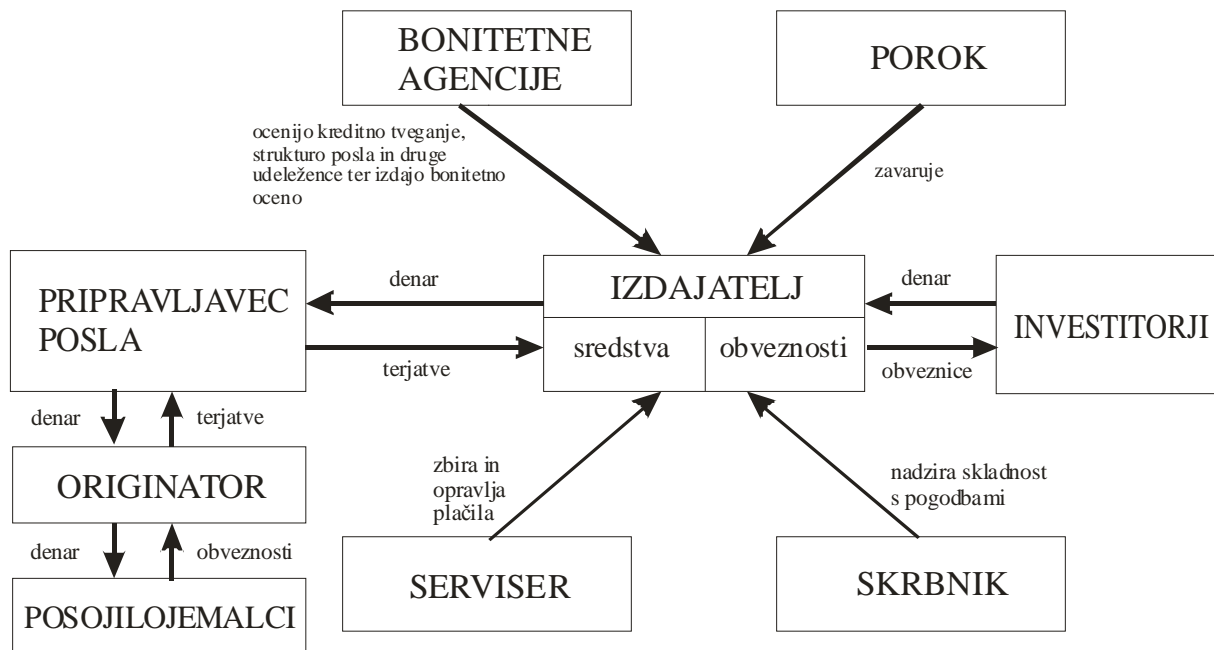 BONITETNE
AGENCIJE
POROK
ocenijo kreditno tveganje,
strukturo posla in druge
udeležence ter izdajo bonitetno
oceno
zavaruje
PRIPRAVLJAVEC
POSLA
denar
terjatve
IZDAJATELJ
sredstva
obveznosti
denar
obveznice
INVESTITORJI
denar
terjatve
ORIGINATOR
denar
obveznosti
POSOJILOJEMALCI
zbira in
opravlja
plačila
SERVISER
nadzira skladnost
s pogodbami
SKRBNIK